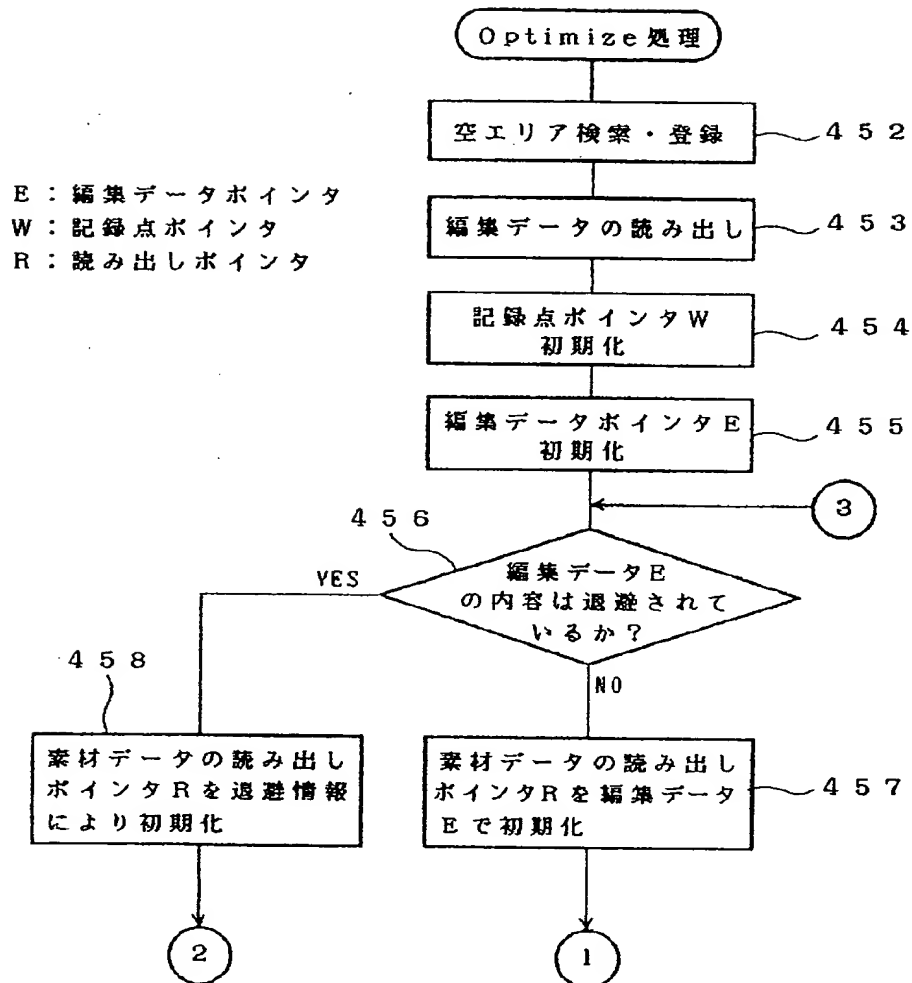 Optimize処理
空エリア検索・登録
452
E:編集データポインタ
W:記録点ポインタ
R:読み出しポインタ
編集データの読み出し
453
記録点ポインタW
初期化
454
編集データポインタE
初期化
455
3
456
編集データE
の内容は退避されて
いるか?
YES
NO
458
素材データの読み出し
ポインタRを退避情報
により初期化
素材データの読み出し
ポインタRを編集データ
Eで初期化
457
2
1